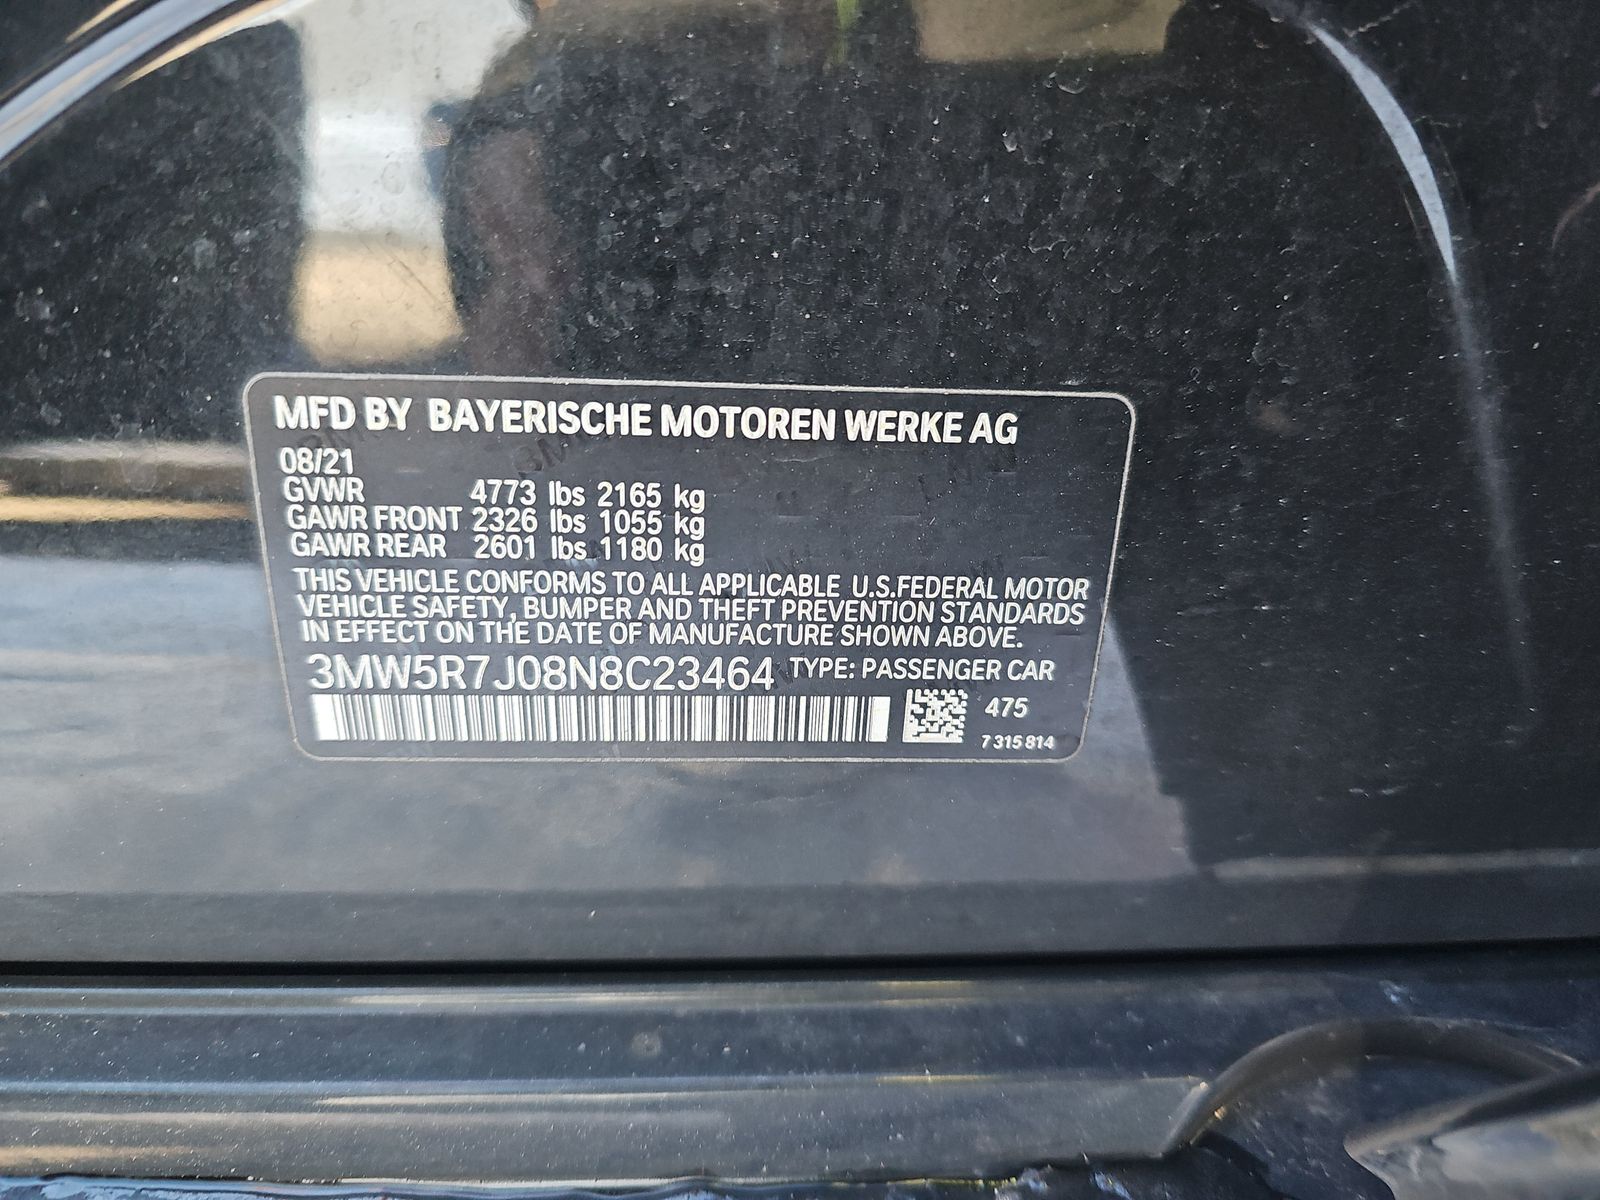 MFD BY BAYERISCHE MOTOREN WERKE AG
08/21
GVWR 4773 lbs 2165 kg
GAWR FRONT 2326 lbs 1055 kg
GAWR REAR 2601 lbs 1180 kg
THIS VEHICLE CONFORMS TO ALL APPLICABLE U.S.FEDERAL MOTOR
VEHICLE SAFETY, BUMPER AND THEFT PREVENTION STANDARDS
IN EFFECT ON THE DATE OF MANUFACTURE SHOWN ABOVE.
3MW5R7J08N8C23464 TYPE: PASSENGER CAR
475
7 315 814